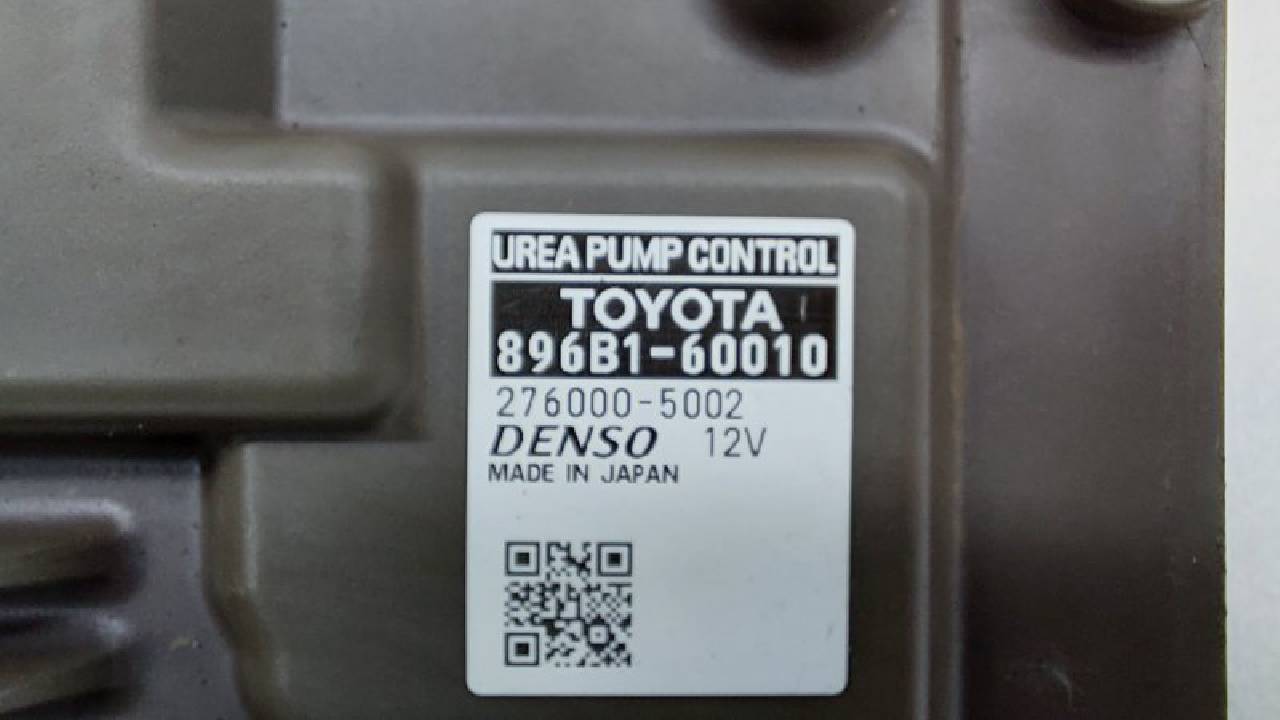 UREA PUMP CONTROL
TOYOTA
896B1-60010
276000-5002
DENSO 12V
MADE IN JAPAN